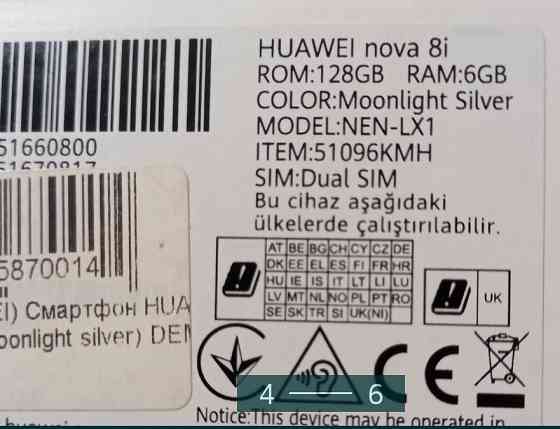 HUAWEI nova 8i
ROM:128GB RAM:6GB
COLOR:Moonlight Silver
MODEL:NEN-LX1
ITEM:51096KMH
SIM:Dual SIM
Bu cihaz aşağıdaki
ülkelerde çalıştırılabilir.
51660800
51670817
5870014
EI) Смартфон HUA
oonlight silver) DEN
AT BE BG CH CY CZ DE
DK EE EL ES FI FR HR
HU IE IS IT LT LI LU
LV MT NL NO PL PT RO
SE SK TR SI UK(NI)
UK
CE
4 — 6
Notice:This device may be operated in